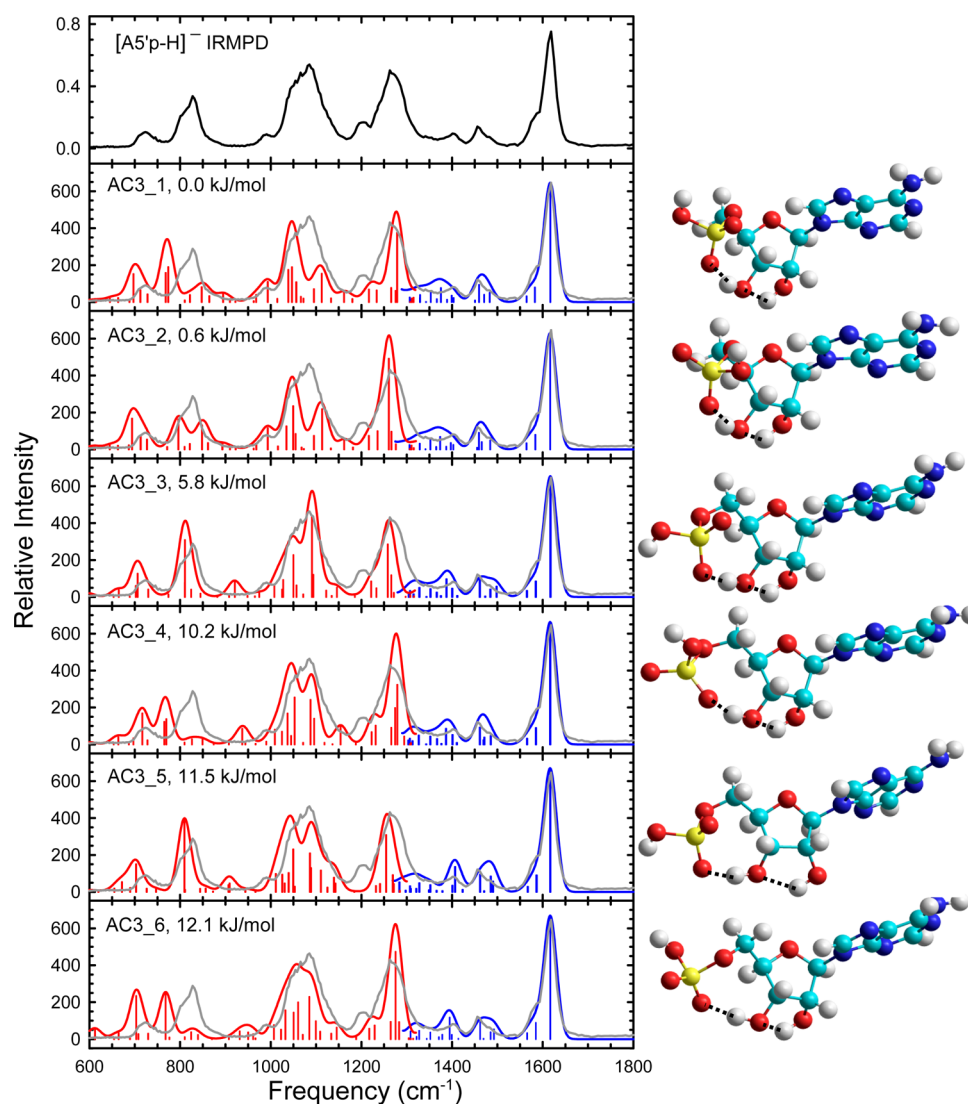 0.8
[A5'p-H]⁻ IRMPD
0.4
0.0
600
AC3_1, 0.0 kJ/mol
400
200
0
600
AC3_2, 0.6 kJ/mol
400
200
0
600
AC3_3, 5.8 kJ/mol
400
200
0
600
AC3_4, 10.2 kJ/mol
400
200
0
600
AC3_5, 11.5 kJ/mol
400
200
0
600
AC3_6, 12.1 kJ/mol
400
200
0
Relative Intensity
600 800 1000 1200 1400 1600 1800
Frequency (cm⁻¹)